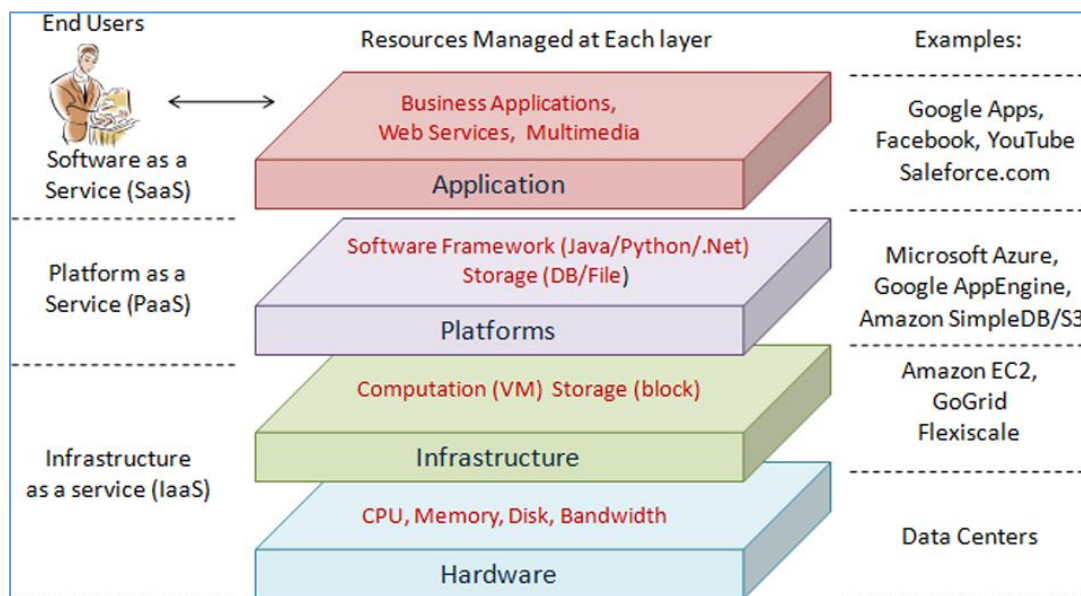 End Users
Resources Managed at Each layer
Examples:
Business Applications,
Web Services, Multimedia
Application
Software as a
Service (SaaS)
Google Apps,
Facebook, YouTube
Saleforce.com
Software Framework (Java/Python/.Net)
Storage (DB/File)
Platforms
Platform as a
Service (PaaS)
Microsoft Azure,
Google AppEngine,
Amazon SimpleDB/S3
Computation (VM) Storage (block)
Infrastructure
Amazon EC2,
GoGrid
Flexiscale
Infrastructure
as a service (IaaS)
CPU, Memory, Disk, Bandwidth
Hardware
Data Centers